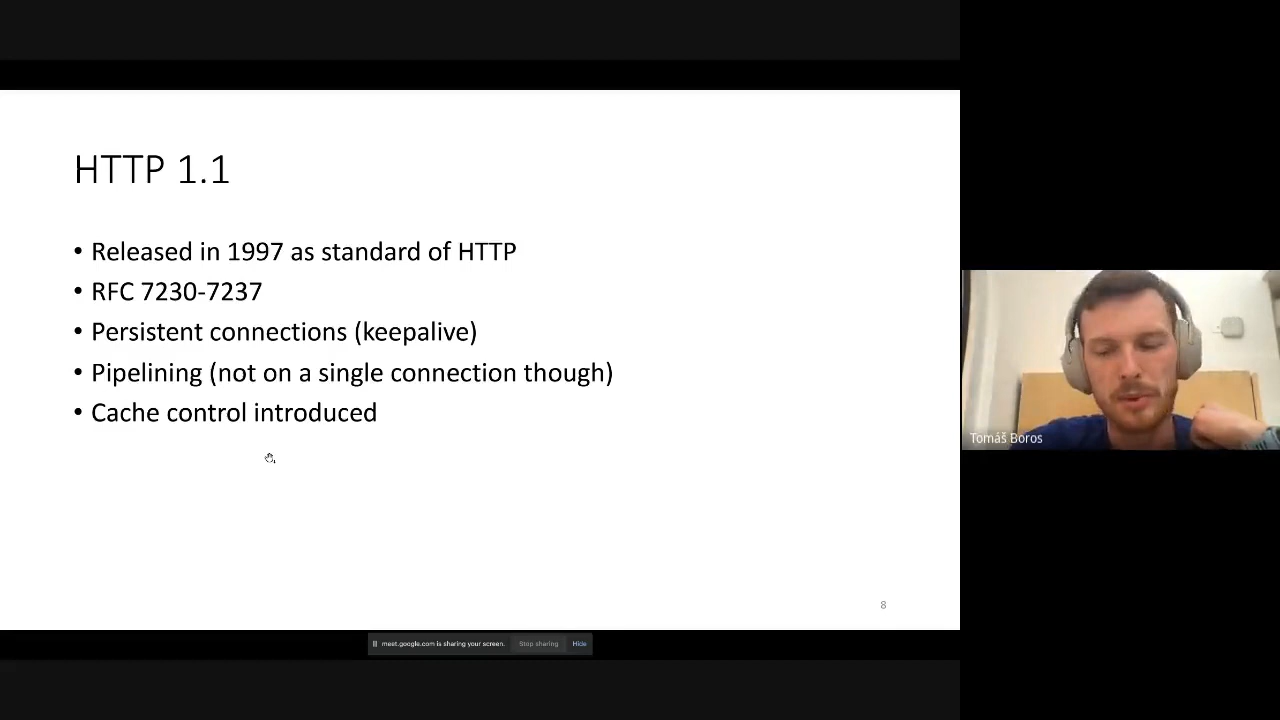 HTTP 1.1
• Released in 1997 as standard of HTTP
• RFC 7230-7237
• Persistent connections (keepalive)
• Pipelining (not on a single connection though)
• Cache control introduced
Tomáš Boros
8
meet.google.com is sharing your screen. Stop sharing Hide